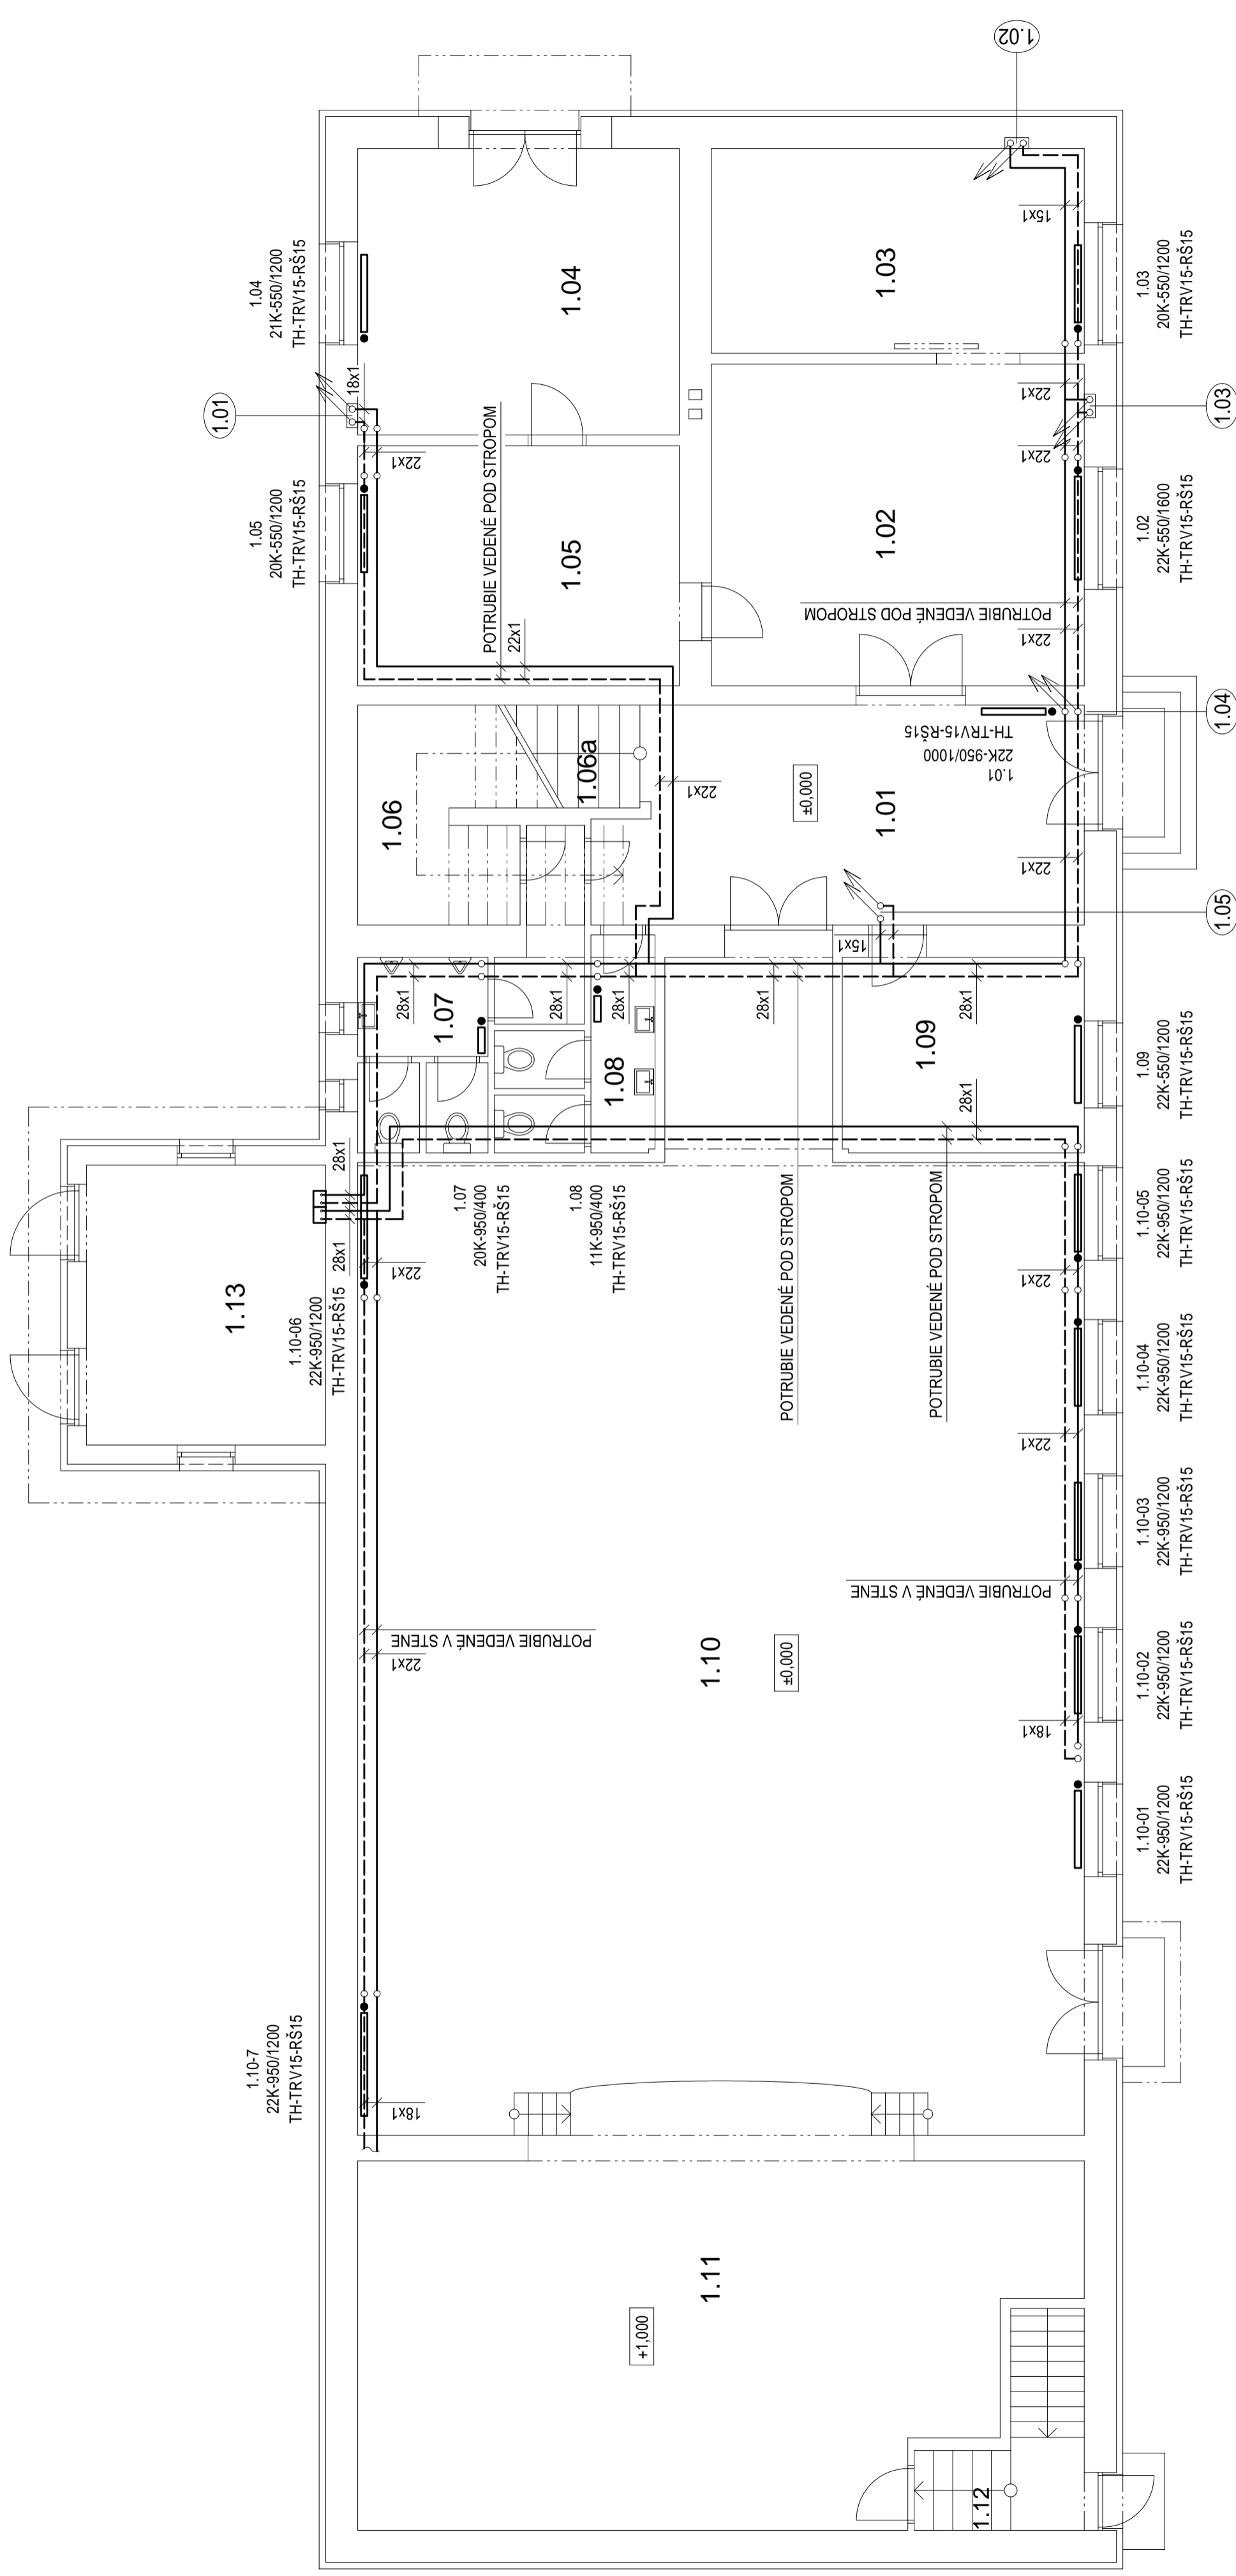 1.02
1.04
21K-550/1200
TH-TRV15-RŠ15
1.01
18x1
22x1
1.05
20K-550/1200
TH-TRV15-RŠ15
1.04
1.03
15x1
1.03
20K-550/1200
TH-TRV15-RŠ15
POTRUBIE VEDENÉ POD STROPOM
22x1
1.05
1.02
22x1
22x1
1.03
1.02
22K-550/1600
TH-TRV15-RŠ15
POTRUBIE VEDENÉ POD STROPOM
22x1
1.06
1.06a
22x1
±0,000
1.01
1.01
22K-950/1000
TH-TRV15-RŠ15
22x1
1.04
1.05
15x1
28x1
28x1
28x1
28x1
28x1
1.07
1.08
1.09
28x1
1.09
22K-550/1200
TH-TRV15-RŠ15
28x1
28x1
22x1
1.13
1.10-06
22K-950/1200
TH-TRV15-RŠ15
1.07
20K-950/400
TH-TRV15-RŠ15
1.08
11K-950/400
TH-TRV15-RŠ15
POTRUBIE VEDENÉ POD STROPOM
POTRUBIE VEDENÉ POD STROPOM
22x1
1.10-05
22K-950/1200
TH-TRV15-RŠ15
1.10-04
22K-950/1200
TH-TRV15-RŠ15
22x1
1.10-03
22K-950/1200
TH-TRV15-RŠ15
POTRUBIE VEDENÉ V STENE
22x1
POTRUBIE VEDENÉ V STENE
1.10
±0,000
1.10-02
22K-950/1200
TH-TRV15-RŠ15
18x1
1.10-01
22K-950/1200
TH-TRV15-RŠ15
1.10-7
22K-950/1200
TH-TRV15-RŠ15
18x1
1.11
+1,000
1.12